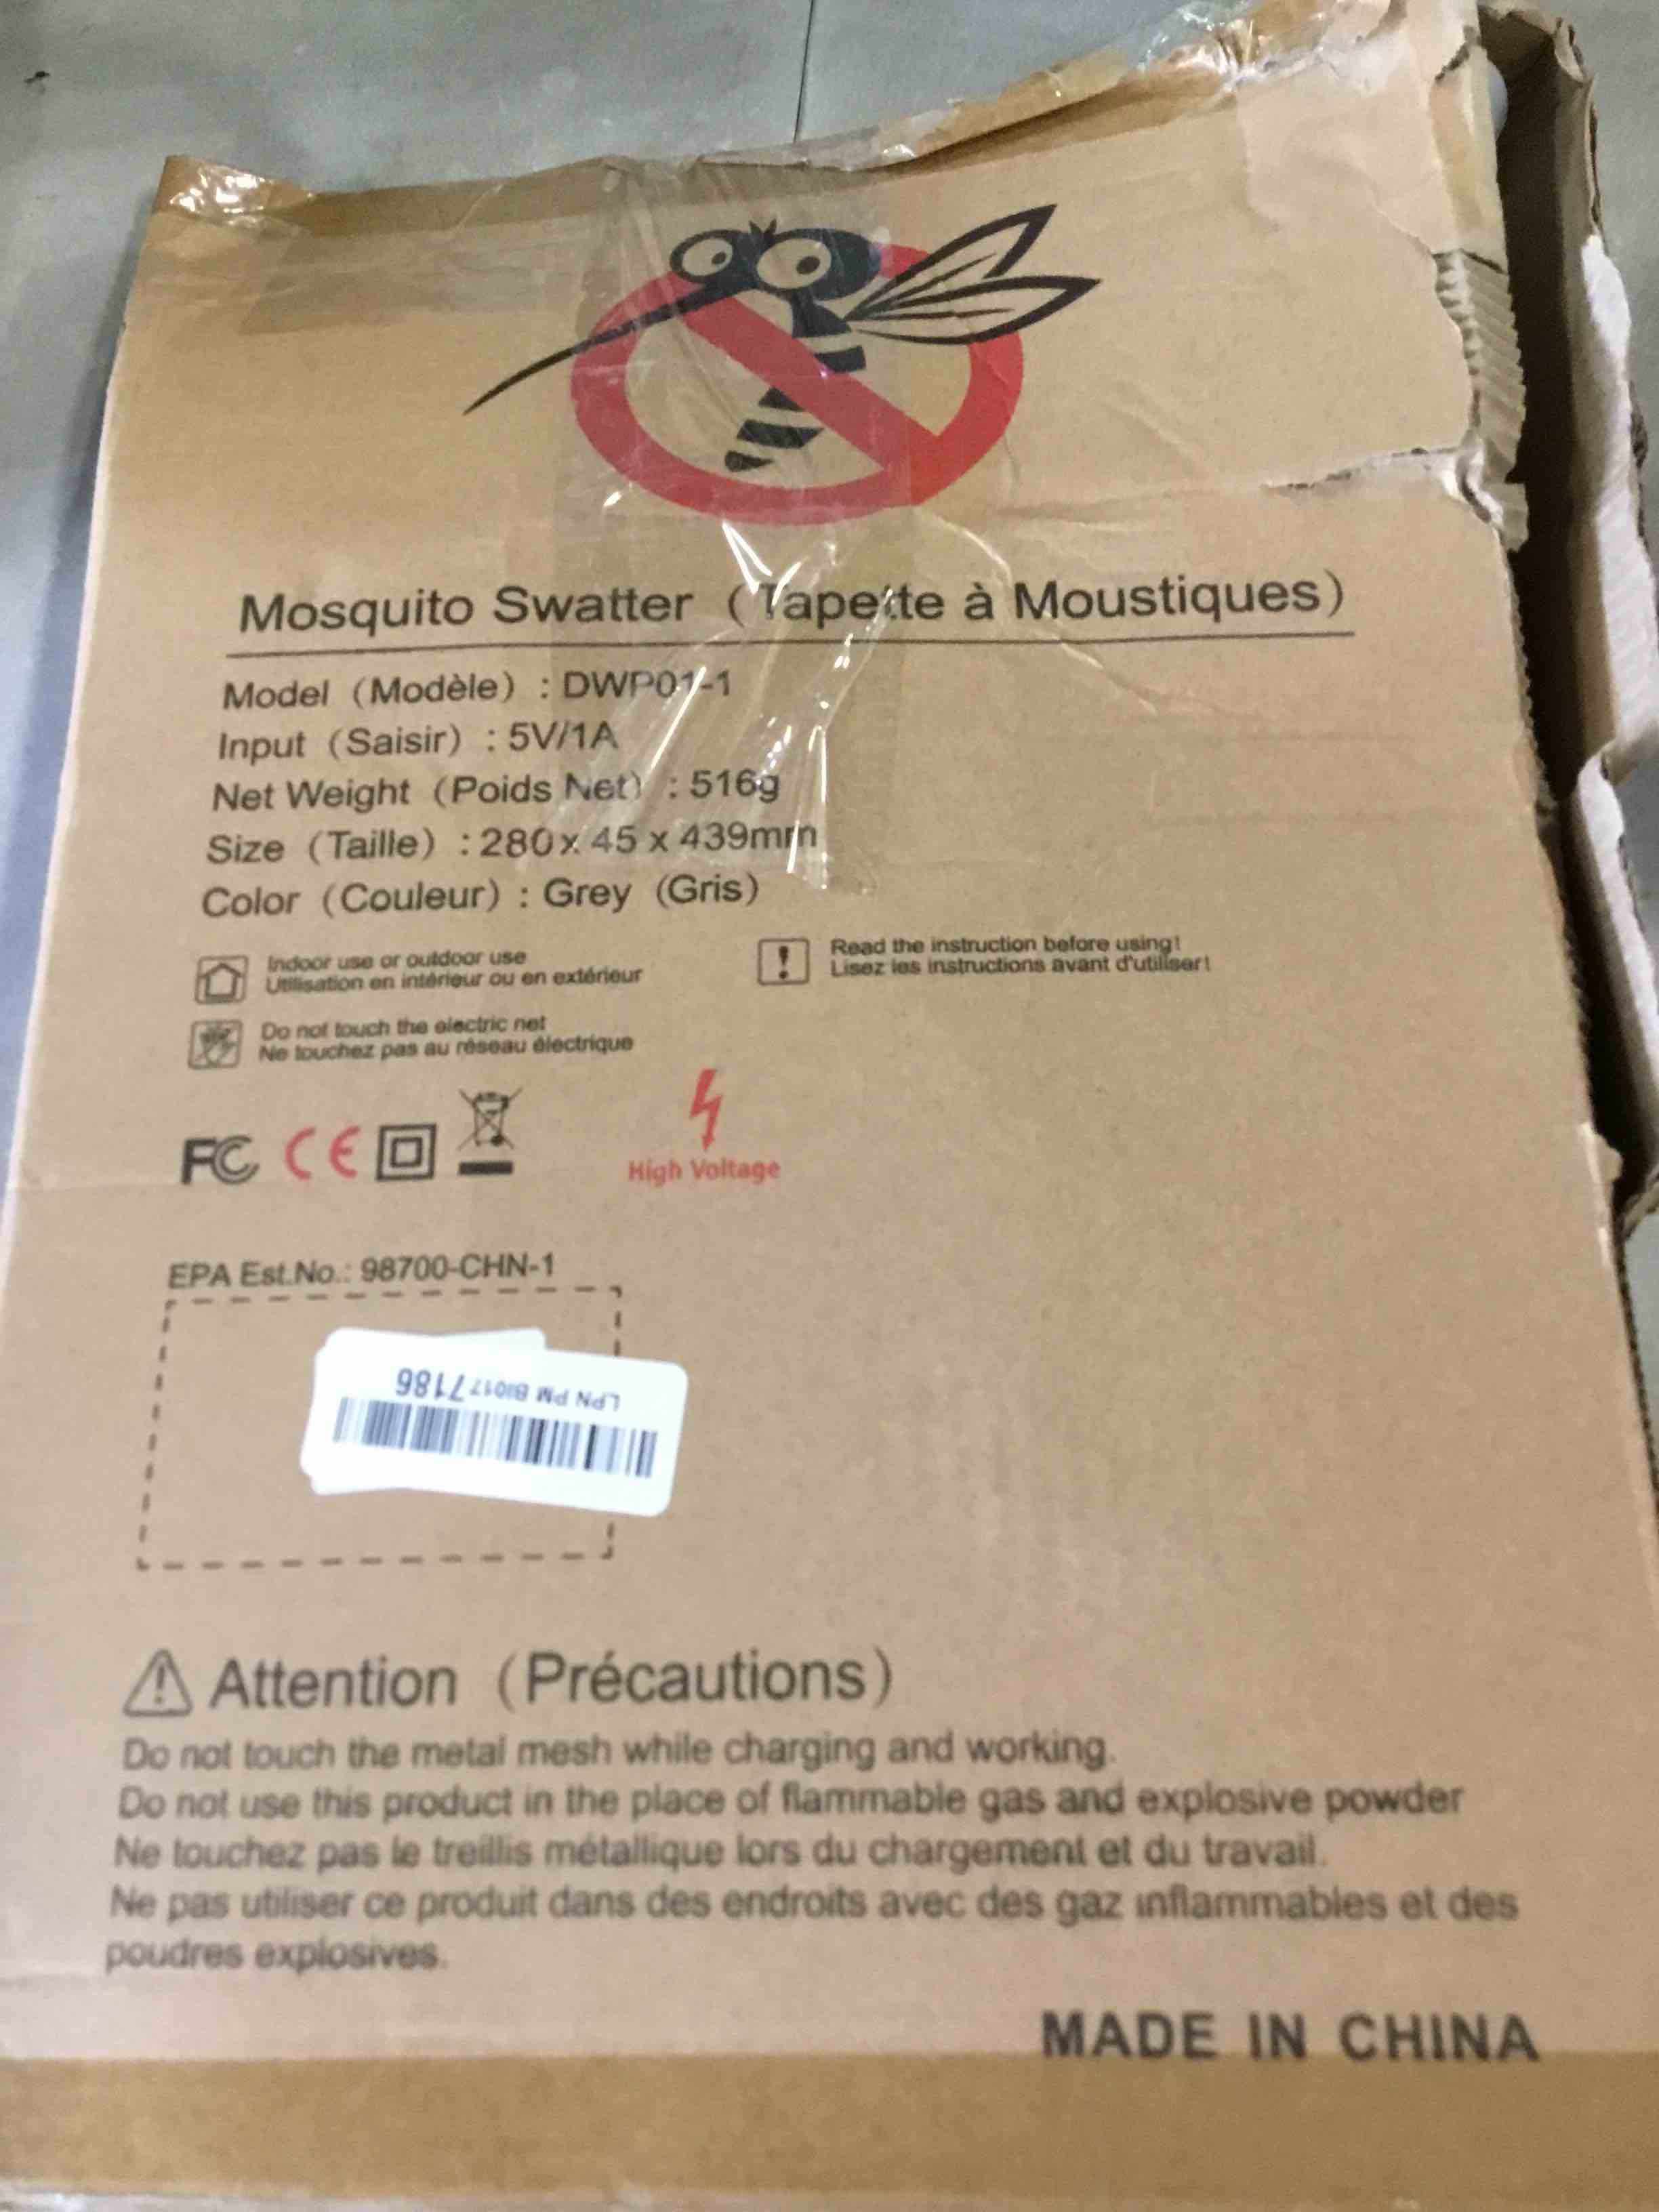 Mosquito Swatter (Tapette à Moustiques)
Model (Modèle) : DWP01-1
Input (Saisir) : 5V/1A
Net Weight (Poids Net) : 516g
Size (Taille) : 280 x 45 x 439mm
Color (Couleur) : Grey (Gris)
Indoor use or outdoor use
Utilisation en intérieur ou en extérieur
Read the instruction before using!
Lisez les instructions avant d'utiliser!
Do not touch the electric net
Ne touchez pas au réseau électrique
FC CE
High Voltage
EPA Est.No.: 98700-CHN-1
LPN PM BI017 7186
Attention (Précautions)
Do not touch the metal mesh while charging and working.
Do not use this product in the place of flammable gas and explosive powder
Ne touchez pas le treillis métallique lors du chargement et du travail.
Ne pas utiliser ce produit dans des endroits avec des gaz inflammables et des
poudres explosives.
MADE IN CHINA